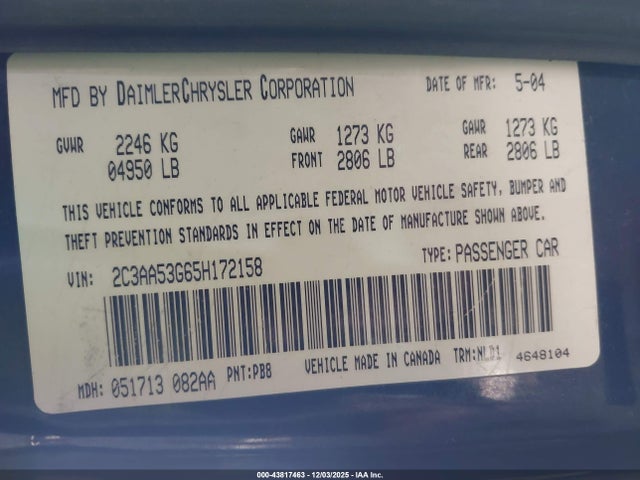 MFD BY DAIMLERCHRYSLER CORPORATION DATE OF MFR: 5-04
GVWR 2246 KG GAWR 1273 KG GAWR 1273 KG
04950 LB FRONT 2806 LB REAR 2806 LB
THIS VEHICLE CONFORMS TO ALL APPLICABLE FEDERAL MOTOR VEHICLE SAFETY, BUMPER AND
THEFT PREVENTION STANDARDS IN EFFECT ON THE DATE OF MANUFACTURE SHOWN ABOVE.
VIN: 2C3AA53G65H172158 TYPE: PASSENGER CAR
MDH: 051713 082AA PNT:PB8 VEHICLE MADE IN CANADA TRM:NLD1 4648104
000-43817463 - 12/03/2025 - IAA Inc.